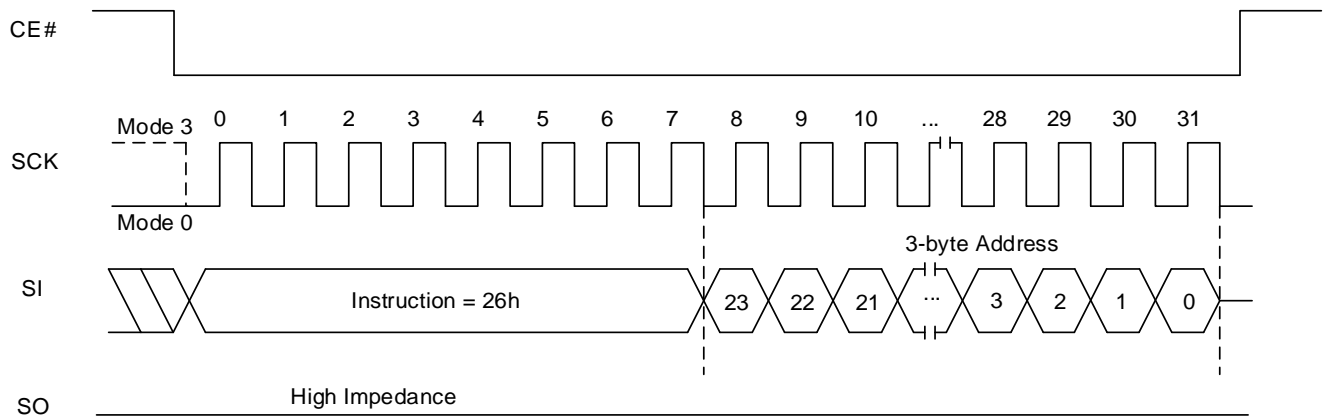 CE#
Mode 3
0 1 2 3 4 5 6 7 8 9 10 ... 28 29 30 31
SCK
Mode 0
3-byte Address
SI
Instruction = 26h
23 22 21 ... 3 2 1 0
High Impedance
SO